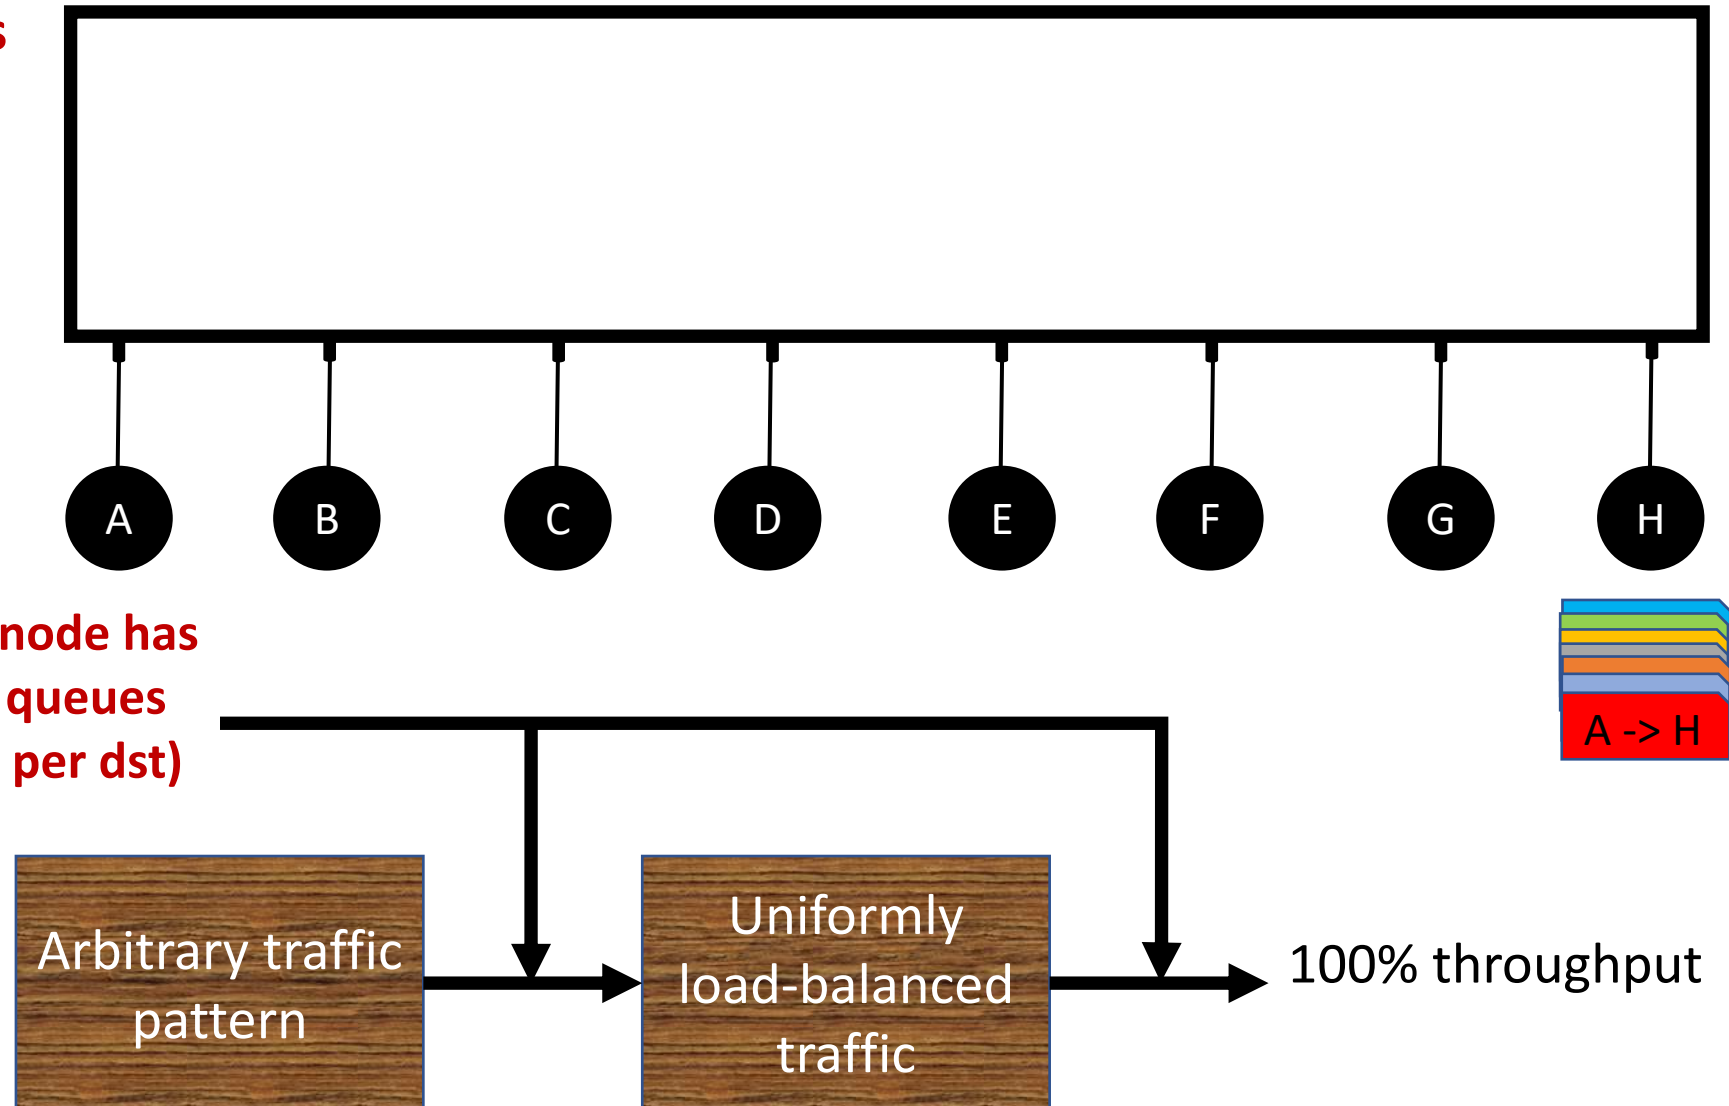 s
A B C D E F G H
node has
queues
per dst)
A -> H
Arbitrary traffic
pattern
Uniformly
load-balanced
traffic
100% throughput